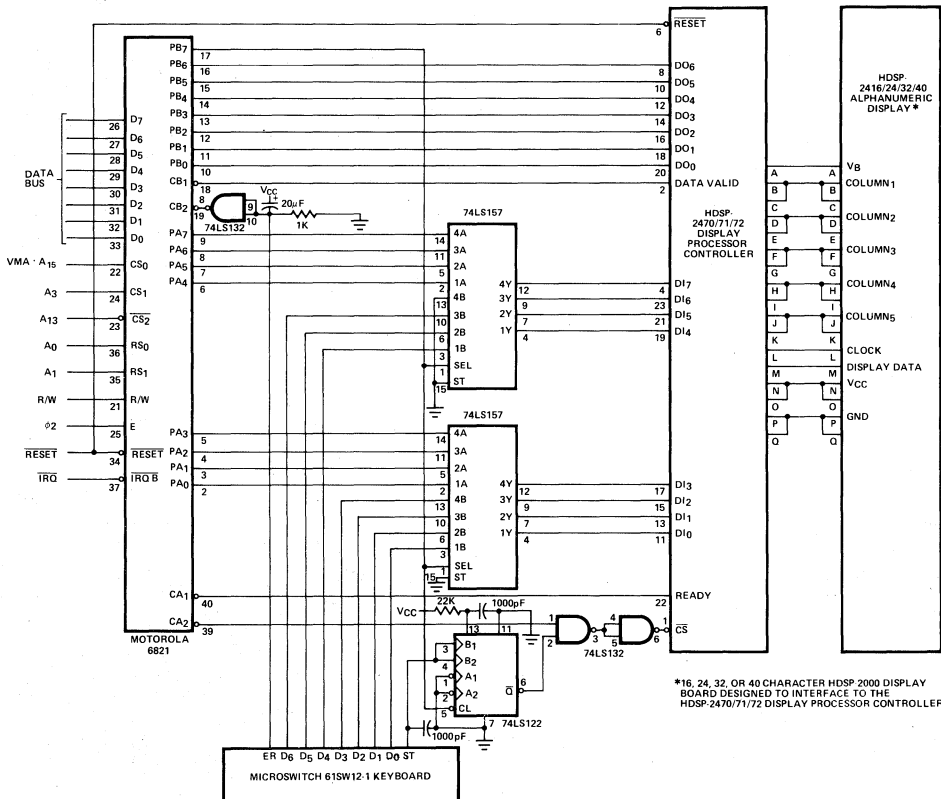 RESET
6
PB7
17
PB6
16
PB5
15
PB4
14
PB3
13
PB2
12
PB1
11
PB0
10
CB1
18
CB2
19
8
9
10
74LS132
VCC
+
20μF
1K
DO6
8
DO5
10
DO4
12
DO3
14
DO2
16
DO1
18
DO0
20
DATA VALID
2
HDSP-
2470/71/72
DISPLAY
PROCESSOR
CONTROLLER
HDSP-
2416/24/32/40
ALPHANUMERIC
DISPLAY*
DATA
BUS
D7
26
D6
27
D5
28
D4
29
D3
30
D2
31
D1
32
D0
33
VMA · A15
22
CS0
A3
24
CS1
A13
23
CS2
A0
36
RS0
A1
35
RS1
R/W
21
R/W
φ2
25
E
RESET
34
RESET
IRQ
37
IRQ B
PA7
9
PA6
8
PA5
7
PA4
6
PA3
5
PA2
4
PA1
3
PA0
2
CA1
40
CA2
39
MOTOROLA
6821
74LS157
14
4A
11
3A
5
2A
2
1A
13
4B
10
3B
6
2B
3
1B
SEL
1
ST
15
4Y
12
3Y
9
2Y
7
1Y
4
DI7
4
DI6
23
DI5
21
DI4
19
74LS157
14
4A
11
3A
5
2A
2
1A
13
4B
10
3B
6
2B
3
1B
SEL
1
ST
15
4Y
12
3Y
9
2Y
7
1Y
4
DI3
17
DI2
15
DI1
13
DI0
11
READY
22
CS
1
A A VB
B B COLUMN1
C C
D D COLUMN2
E E
F F COLUMN3
G G
H H COLUMN4
I I
J J COLUMN5
K K
CLOCK
L L
DISPLAY DATA
M M
N N VCC
O O
P P GND
Q Q
VCC
22K
1000pF
13
11
3
B1
4
B2
1
A1
2
A2
5
CL
Q
6
7
74LS122
1000pF
1
2
3
4
5
6
74LS132
*16, 24, 32, OR 40 CHARACTER HDSP-2000 DISPLAY
BOARD DESIGNED TO INTERFACE TO THE
HDSP-2470/71/72 DISPLAY PROCESSOR CONTROLLER
ER D6 D5 D4 D3 D2 D1 D0 ST
MICROSWITCH 61SW12-1 KEYBOARD